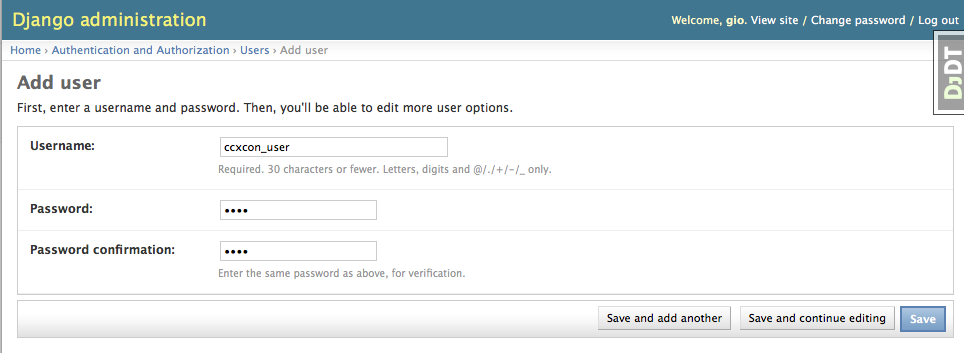 Django administration
Welcome, gio. View site / Change password / Log out
Home › Authentication and Authorization › Users › Add user
DJDT
Add user
First, enter a username and password. Then, you'll be able to edit more user options.
Username:
ccxcon_user
Required. 30 characters or fewer. Letters, digits and @/./+/-/_ only.
Password:
••••
Password confirmation:
••••
Enter the same password as above, for verification.
Save and add another
Save and continue editing
Save